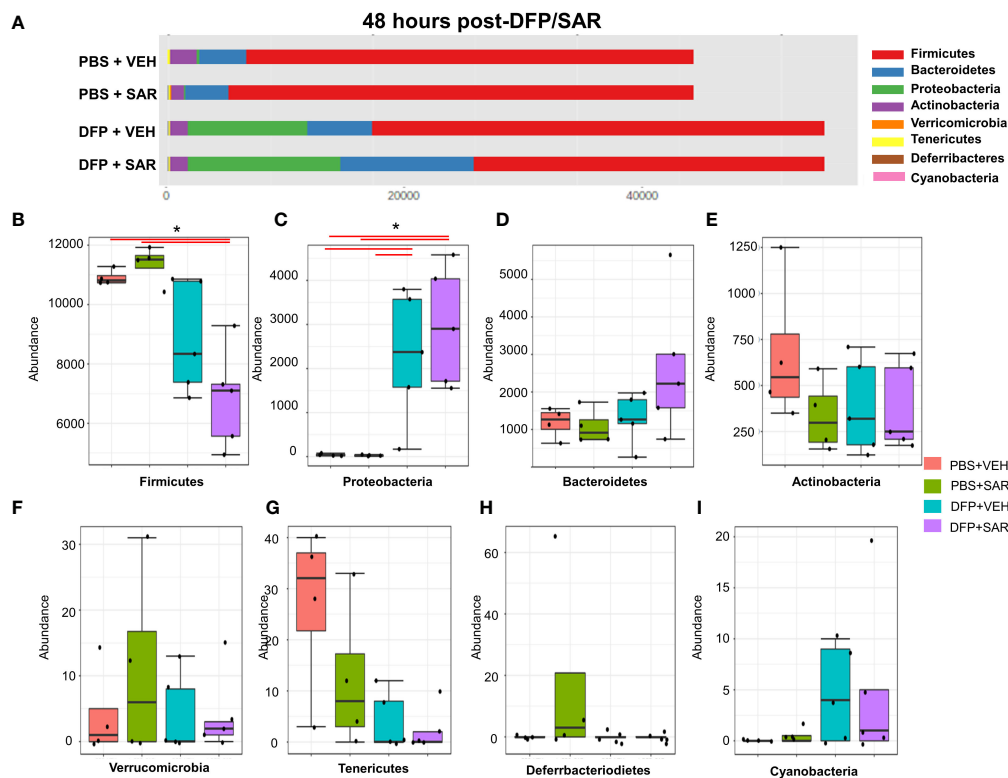 48 hours post-DFP/SAR
A
PBS + VEH
PBS + SAR
DFP + VEH
DFP + SAR
0
20000
40000
Firmicutes
Bacteroidetes
Proteobacteria
Actinobacteria
Verricomicrobia
Tenericutes
Deferribacteres
Cyanobacteria
B
*
12000
10000
8000
6000
Abundance
Firmicutes
C
*
4000
3000
2000
1000
0
Abundance
Proteobacteria
D
5000
4000
3000
2000
1000
Abundance
Bacteroidetes
E
1250
1000
750
500
250
Abundance
Actinobacteria
PBS+VEH
PBS+SAR
DFP+VEH
DFP+SAR
F
30
20
10
0
Abundance
Verrucomicrobia
G
40
30
20
10
0
Abundance
Tenericutes
H
60
40
20
0
Abundance
Deferrbacteriodietes
I
20
15
10
5
0
Abundance
Cyanobacteria